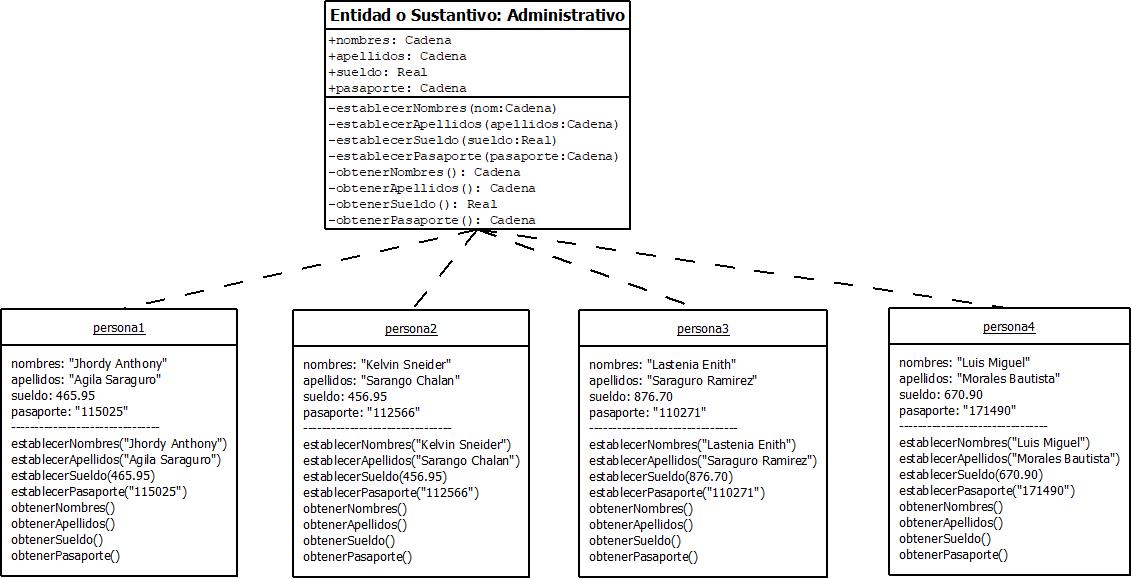 Entidad o Sustantivo: Administrativo
+nombres: Cadena
+apellidos: Cadena
+sueldo: Real
+pasaporte: Cadena
-establecerNombres(nom:Cadena)
-establecerApellidos(apellidos:Cadena)
-establecerSueldo(sueldo:Real)
-establecerPasaporte(pasaporte:Cadena)
-obtenerNombres(): Cadena
-obtenerApellidos(): Cadena
-obtenerSueldo(): Real
-obtenerPasaporte(): Cadena
persona1
nombres: "Jhordy Anthony"
apellidos: "Agila Saraguro"
sueldo: 465.95
pasaporte: "115025"
--------------------------------
establecerNombres("Jhordy Anthony")
establecerApellidos("Agila Saraguro")
establecerSueldo(465.95)
establecerPasaporte("115025")
obtenerNombres()
obtenerApellidos()
obtenerSueldo()
obtenerPasaporte()
persona2
nombres: "Kelvin Sneider"
apellidos: "Sarango Chalan"
sueldo: 456.95
pasaporte: "112566"
--------------------------------
establecerNombres("Kelvin Sneider")
establecerApellidos("Sarango Chalan")
establecerSueldo(456.95)
establecerPasaporte("112566")
obtenerNombres()
obtenerApellidos()
obtenerSueldo()
obtenerPasaporte()
persona3
nombres: "Lastenia Enith"
apellidos: "Saraguro Ramirez"
sueldo: 876.70
pasaporte: "110271"
--------------------------------
establecerNombres("Lastenia Enith")
establecerApellidos("Saraguro Ramirez")
establecerSueldo(876.70)
establecerPasaporte("110271")
obtenerNombres()
obtenerApellidos()
obtenerSueldo()
obtenerPasaporte()
persona4
nombres: "Luis Miguel"
apellidos: "Morales Bautista"
sueldo: 670.90
pasaporte: "171490"
--------------------------------
establecerNombres("Luis Miguel")
establecerApellidos("Morales Bautista")
establecerSueldo(670.90)
establecerPasaporte("171490")
obtenerNombres()
obtenerApellidos()
obtenerSueldo()
obtenerPasaporte()